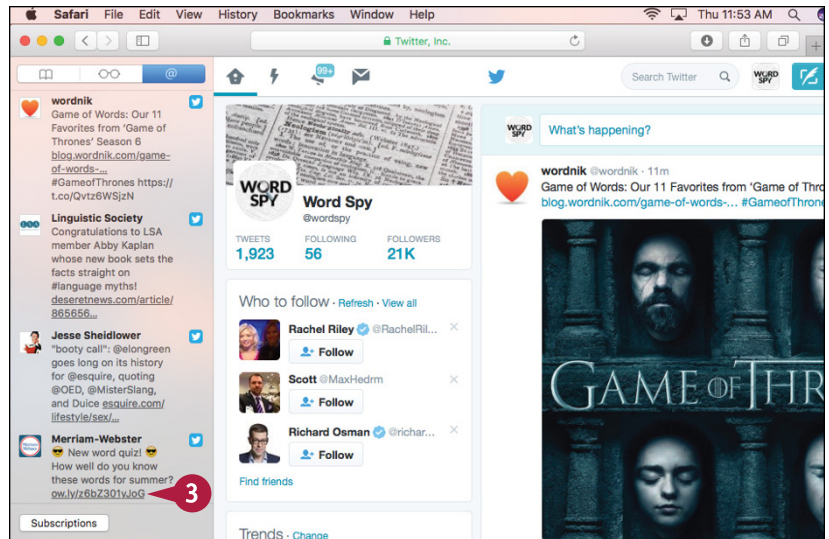 Safari File Edit View History Bookmarks Window Help
Thu 11:53 AM
Twitter, Inc.
@
99+
Search Twitter
WORD
SPY
wordnik
Game of Words: Our 11
Favorites from 'Game of
Thrones' Season 6
blog.wordnik.com/game-
of-words-...
#GameofThrones https://
t.co/Qvtz6WSjzN
Linguistic Society
Congratulations to LSA
member Abby Kaplan
whose new book sets the
facts straight on
#language myths!
deseretnews.com/article/
865656...
Jesse Sheidlower
"booty call": @elongreen
goes long on its history
for @esquire, quoting
@OED, @MisterSlang,
and Duice esquire.com/
lifestyle/sex/...
Merriam-Webster
😎 New word quiz! 😎
How well do you know
these words for summer?
ow.ly/z6bZ301yJoG
3
Subscriptions
WORD
SPY
Word Spy
@wordspy
TWEETS FOLLOWING FOLLOWERS
1,923 56 21K
Who to follow · Refresh · View all
Rachel Riley @RachelRil...
Follow
Scott @MaxHedrm
Follow
Richard Osman @richar...
Follow
Find friends
Trends · Change
WORD
SPY
What's happening?
wordnik @wordnik · 11m
Game of Words: Our 11 Favorites from 'Game of Thro
blog.wordnik.com/game-of-words-... #GameofThrone
GAME OF THR